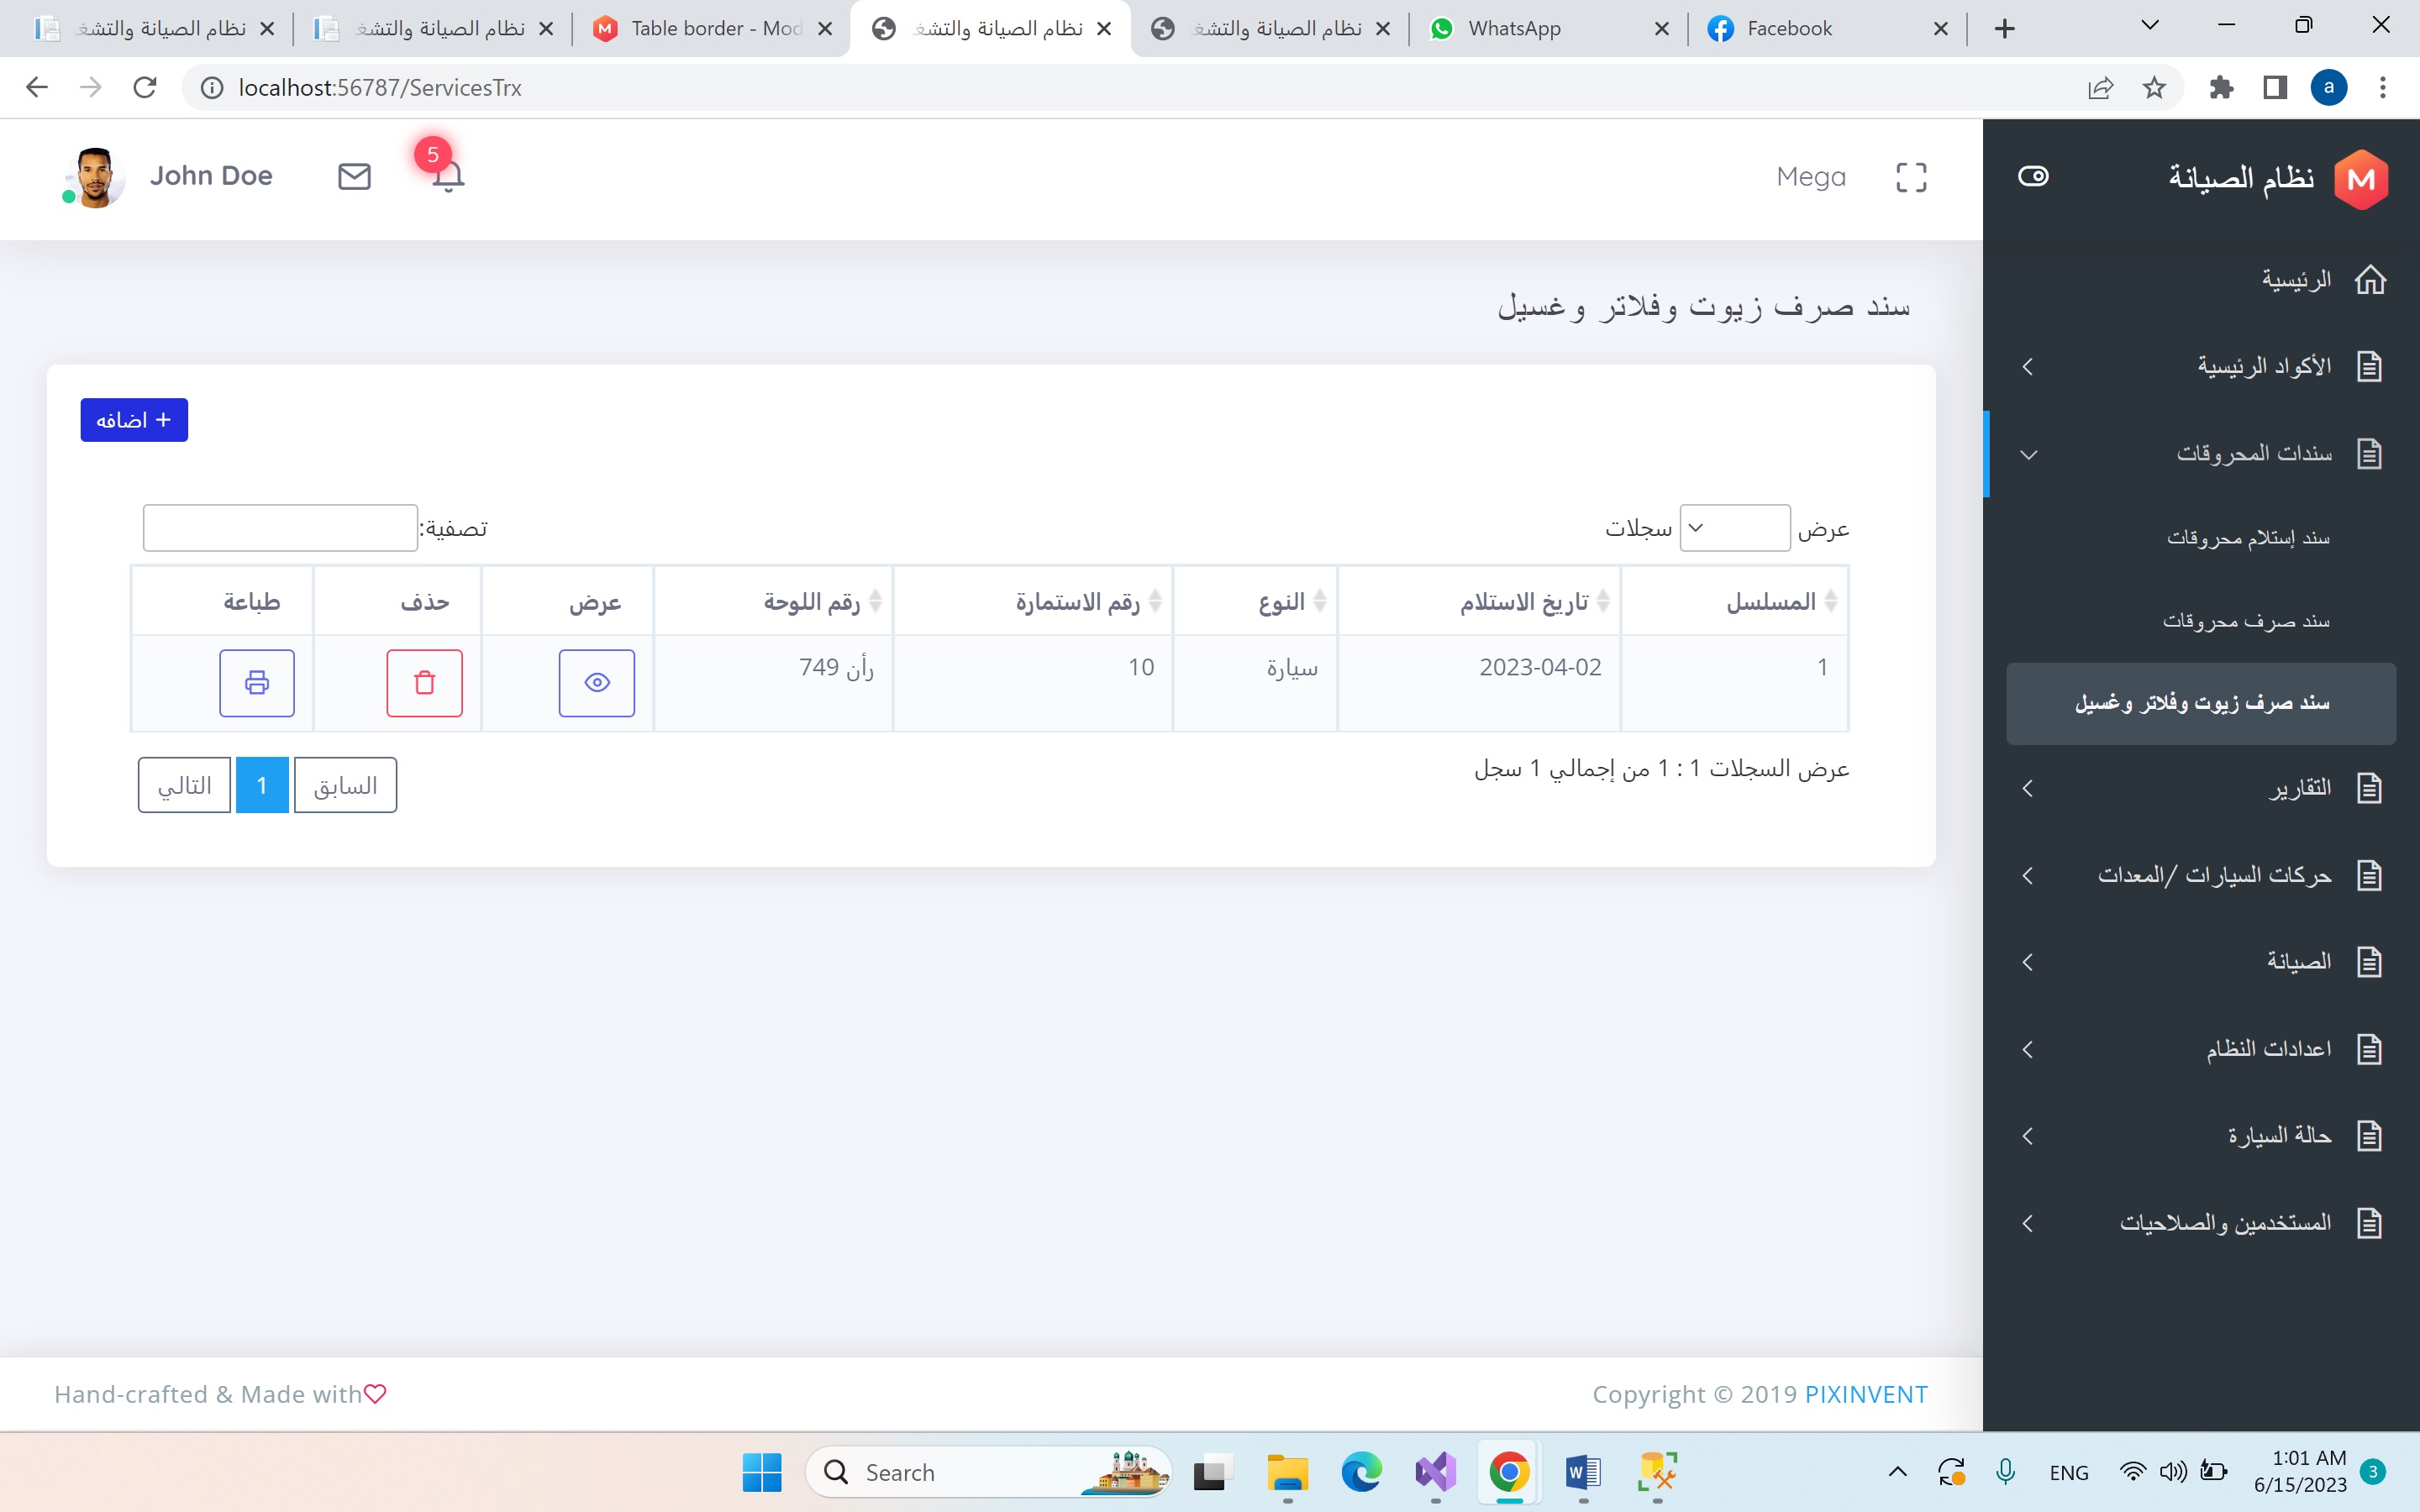 نظام الصيانة والتشغ
نظام الصيانة والتشغ
Table border - Mod
نظام الصيانة والتشغ
نظام الصيانة والتشغ
WhatsApp
Facebook
localhost:56787/ServicesTrx
a
John Doe
5
Mega
نظام الصيانة
M
الرئيسية
الأكواد الرئيسية
سندات المحروقات
سند إستلام محروقات
سند صرف محروقات
سند صرف زيوت وفلاتر وغسيل
التقارير
حركات السيارات /المعدات
الصيانة
اعدادات النظام
حالة السيارة
المستخدمين والصلاحيات
سند صرف زيوت وفلاتر وغسيل
+ اضافه
عرض سجلات
تصفية:
المسلسل تاريخ الاستلام النوع رقم الاستمارة رقم اللوحة عرض حذف طباعة
1 2023-04-02 سيارة 10 رأن 749
عرض السجلات 1 : 1 من إجمالي 1 سجل
السابق 1 التالي
Hand-crafted & Made with
Copyright © 2019 PIXINVENT
Search
ENG
1:01 AM
6/15/2023
3